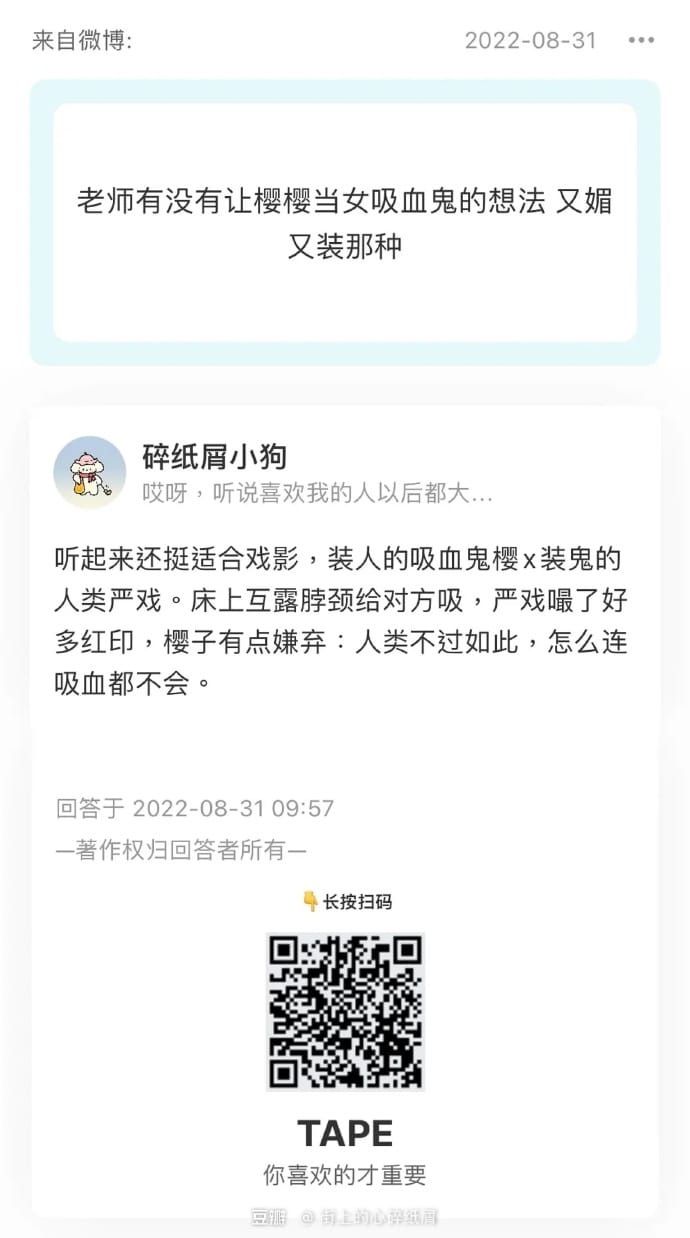 来自微博:
2022-08-31
老师有没有让樱樱当女吸血鬼的想法 又媚
又装那种
碎纸屑小狗
哎呀，听说喜欢我的人以后都大...
听起来还挺适合戏影，装人的吸血鬼樱x装鬼的
人类严戏。床上互露脖颈给对方吸，严戏嘬了好
多红印，樱子有点嫌弃：人类不过如此，怎么连
吸血都不会。
回答于 2022-08-31 09:57
—著作权归回答者所有—
👇长按扫码
TAPE
你喜欢的才重要
豆瓣 @街上的心碎纸屑